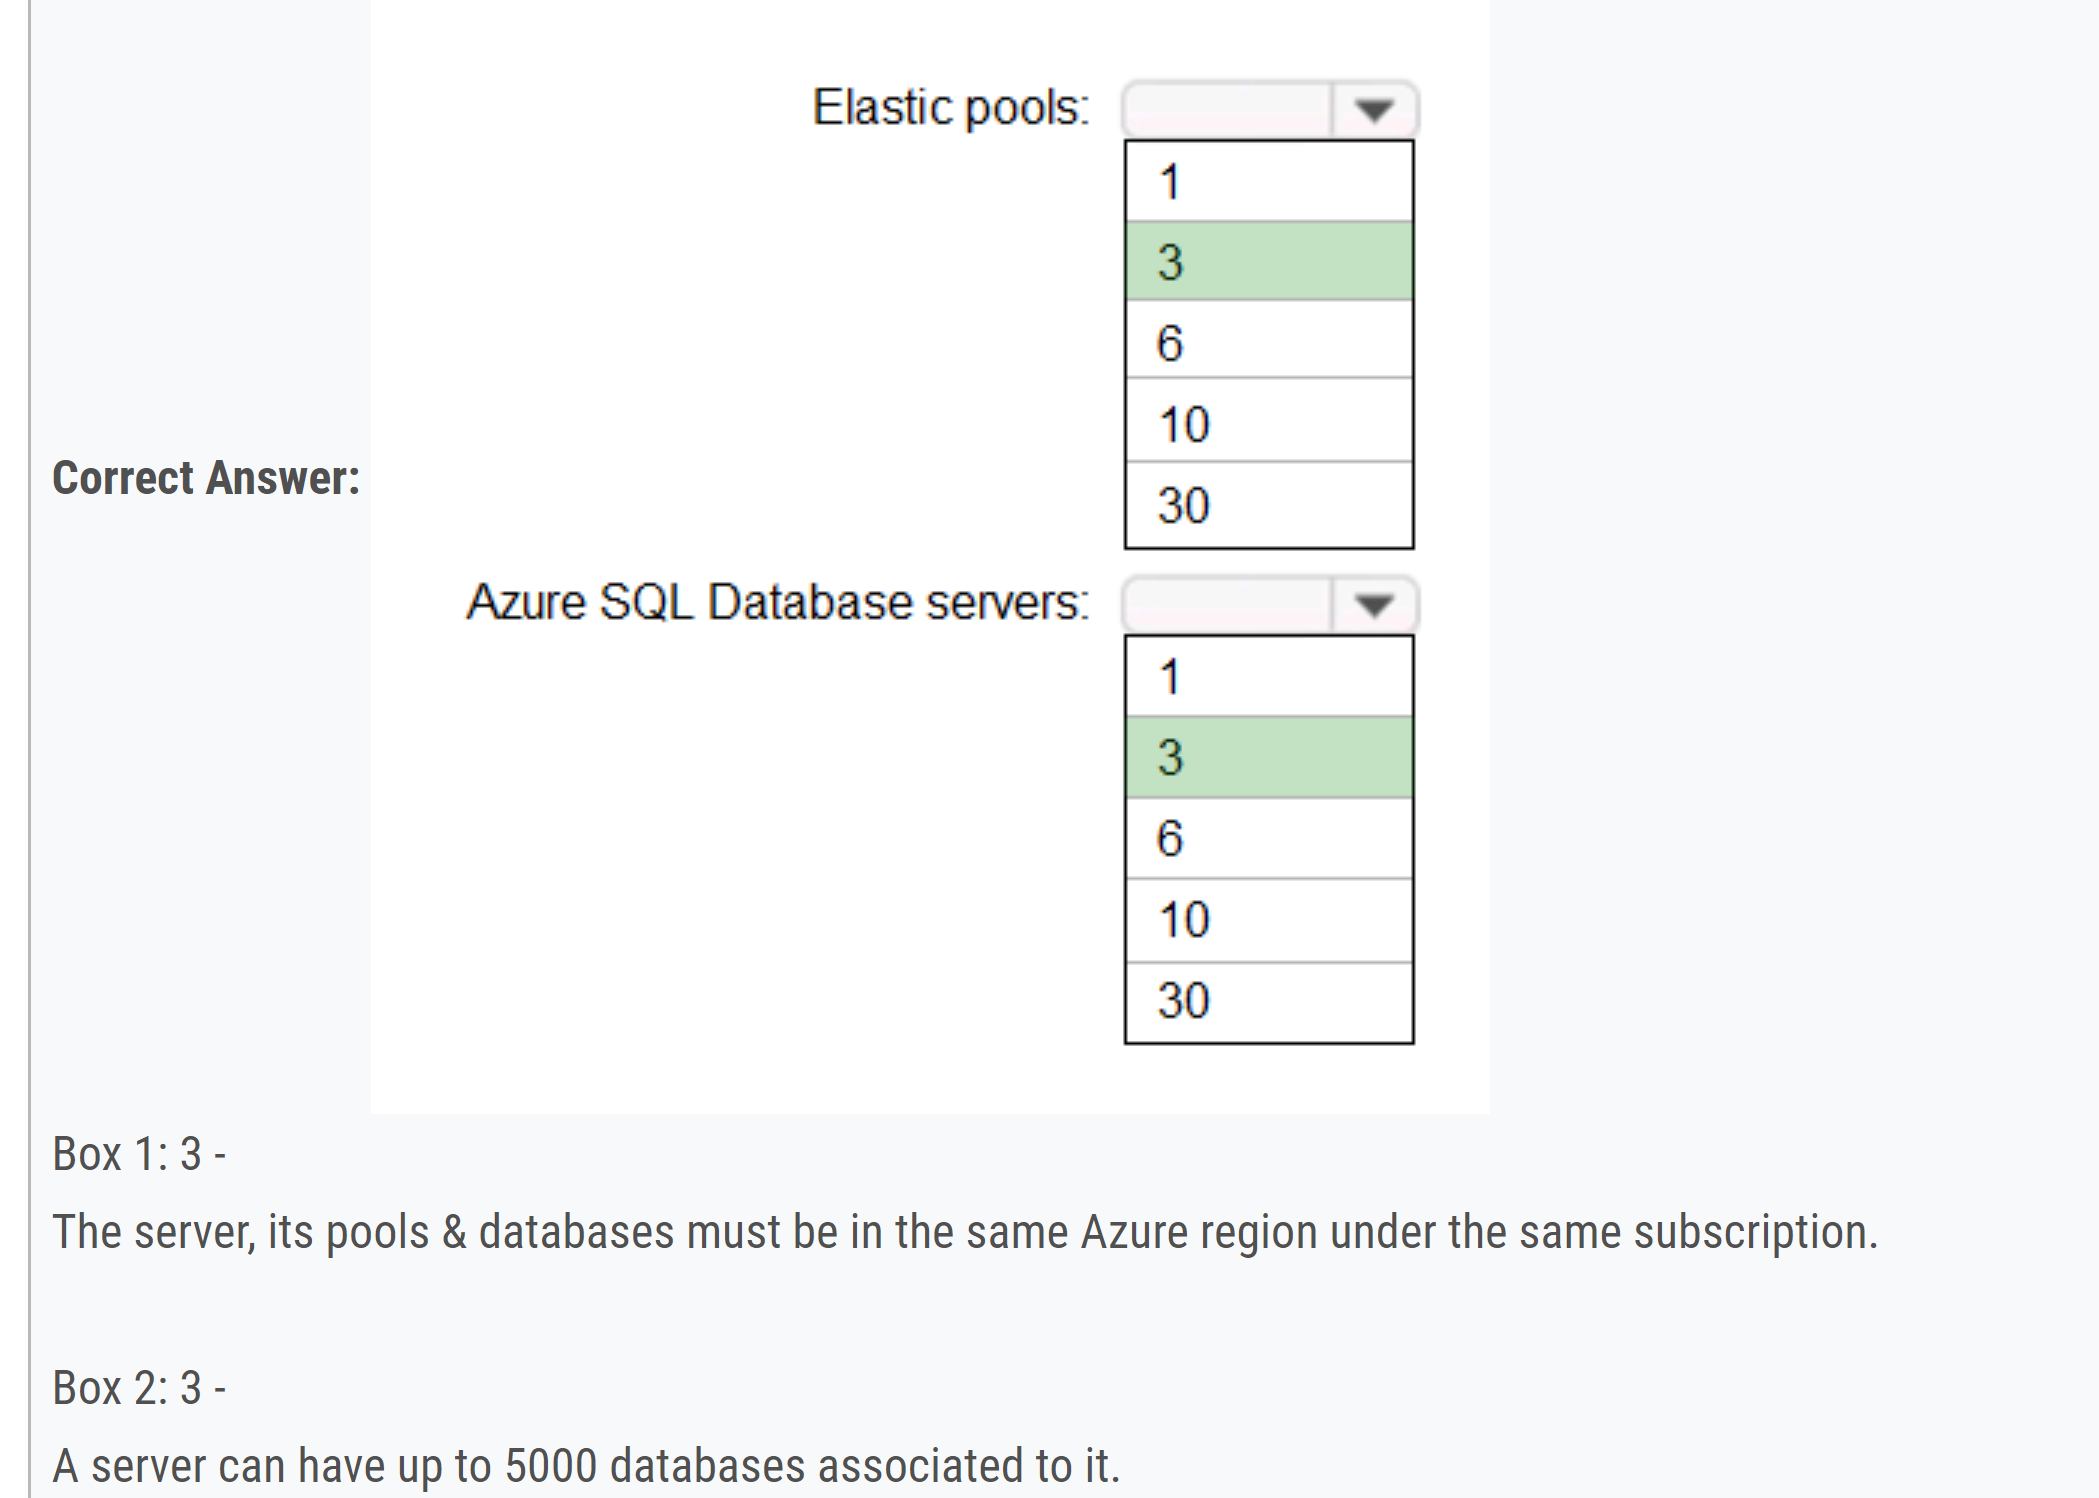 Elastic pools:
1
3
6
10
30
Correct Answer:
Azure SQL Database servers:
1
3
6
10
30
Box 1: 3 -
The server, its pools & databases must be in the same Azure region under the same subscription.
Box 2: 3 -
A server can have up to 5000 databases associated to it.